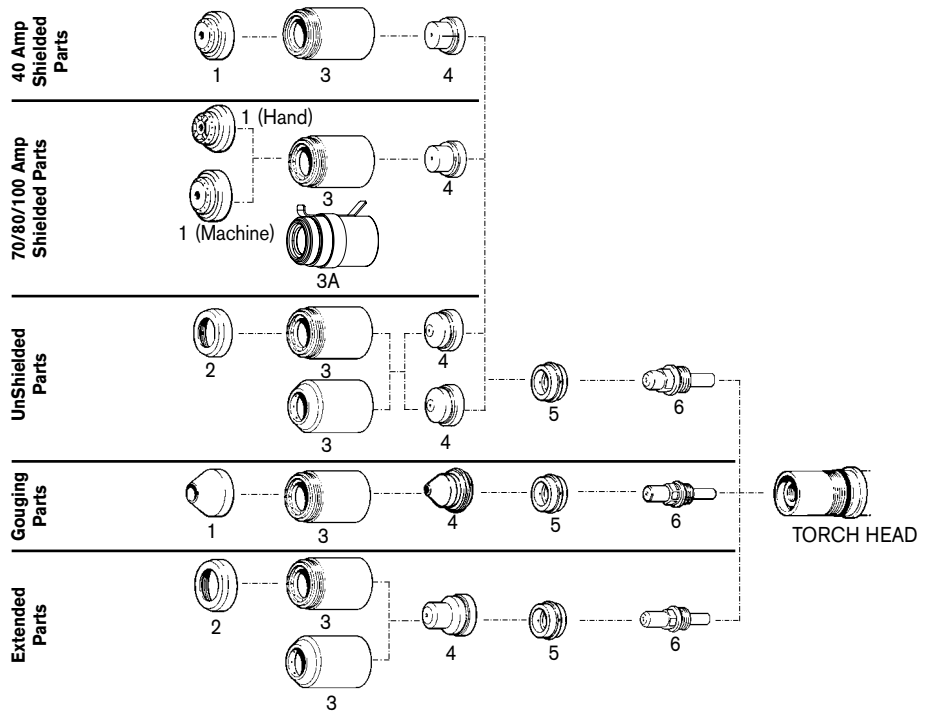 40 Amp
Shielded
Parts
1
3
4
70/80/100 Amp
Shielded Parts
1 (Hand)
1 (Machine)
3
4
3A
UnShielded
Parts
2
3
4
3
4
5
6
Gouging
Parts
1
3
4
5
6
TORCH HEAD
Extended
Parts
2
3
4
5
6
3